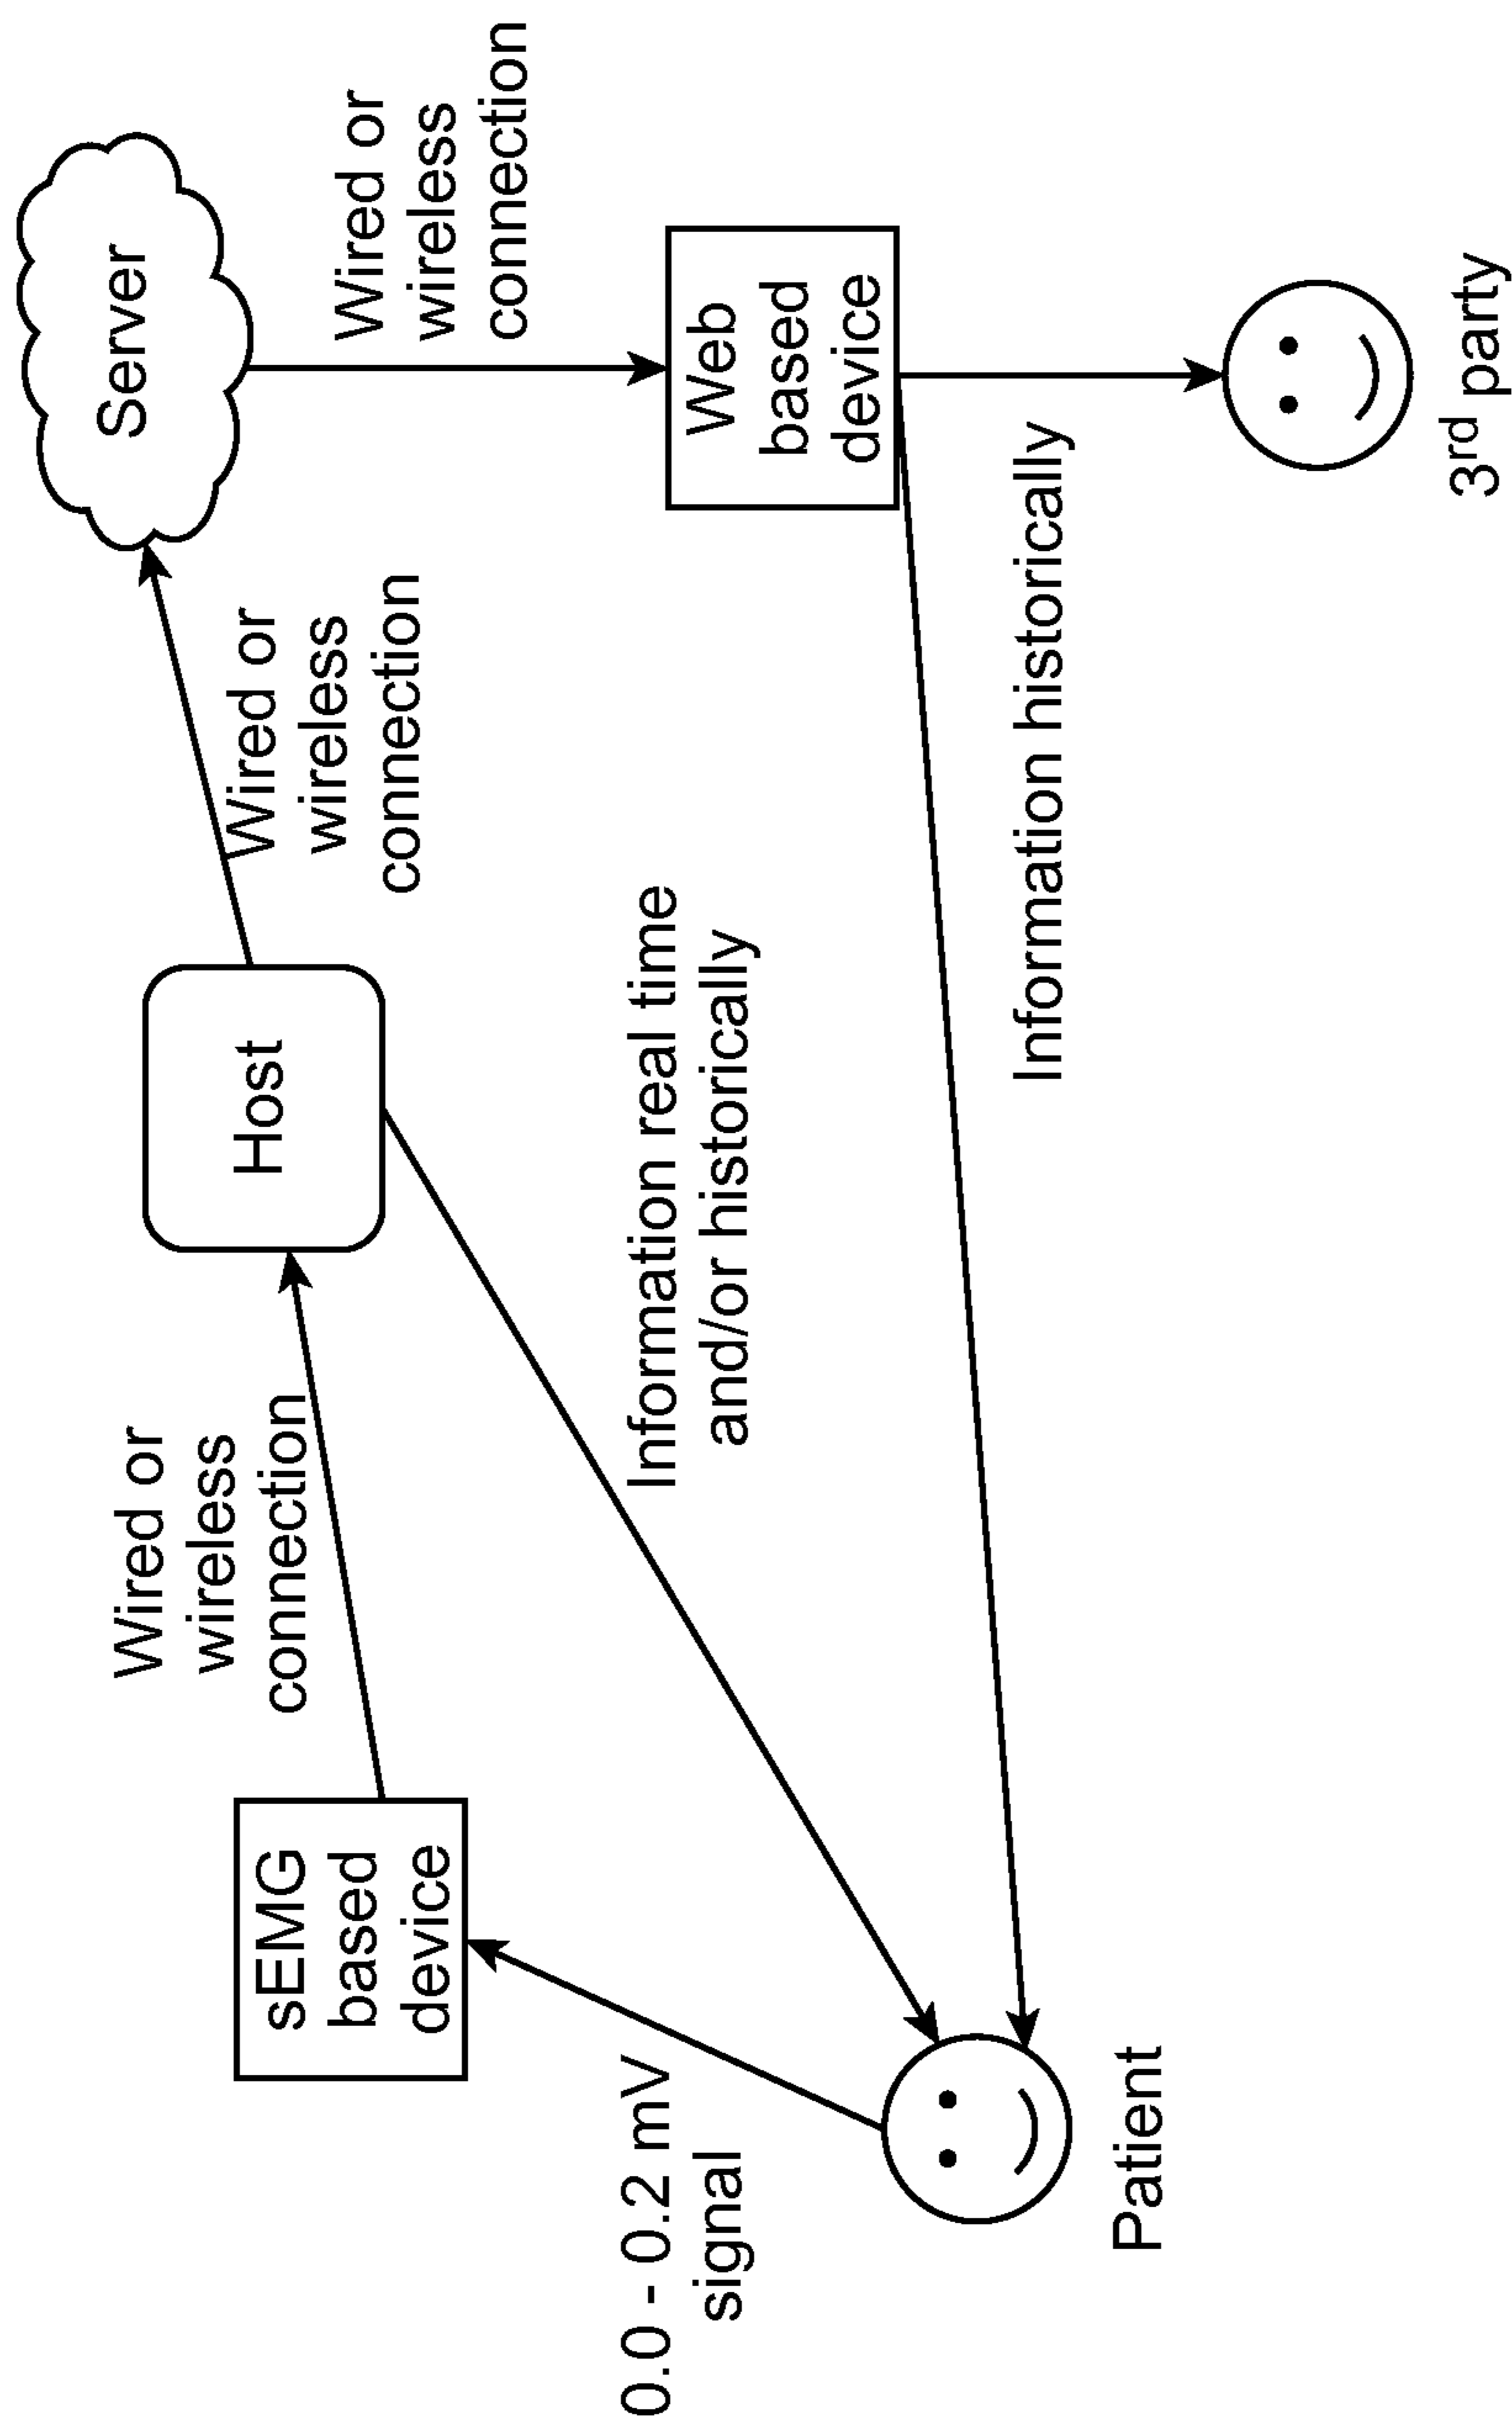 Server
Wired or
wireless
connection
Host
Wired or
wireless
connection
Wired or
wireless
connection
sEMG
based
device
Web
based
device
Information real time
and/or historically
0.0 - 0.2 mV
signal
Information historically
Patient
3rd party